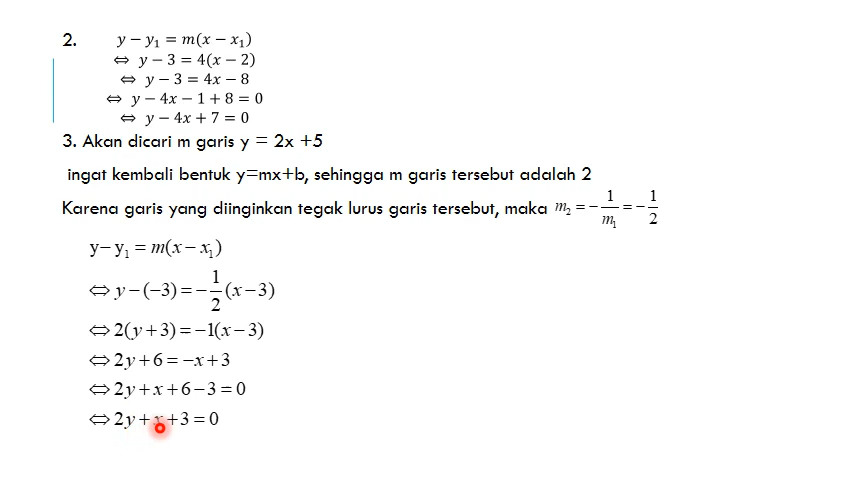 2. y − y₁ = m(x − x₁)
⇔ y − 3 = 4(x − 2)
⇔ y − 3 = 4x − 8
⇔ y − 4x − 1 + 8 = 0
⇔ y − 4x + 7 = 0
3. Akan dicari m garis y = 2x +5
ingat kembali bentuk y=mx+b, sehingga m garis tersebut adalah 2
Karena garis yang diinginkan tegak lurus garis tersebut, maka m₂ = −1/m₁ = −1/2
y− y₁ = m(x − x₁)
⇔ y −(−3) = −1/2(x −3)
⇔ 2(y +3) = −1(x −3)
⇔ 2y + 6 = −x +3
⇔ 2y + x + 6 −3 = 0
⇔ 2y + x +3 = 0